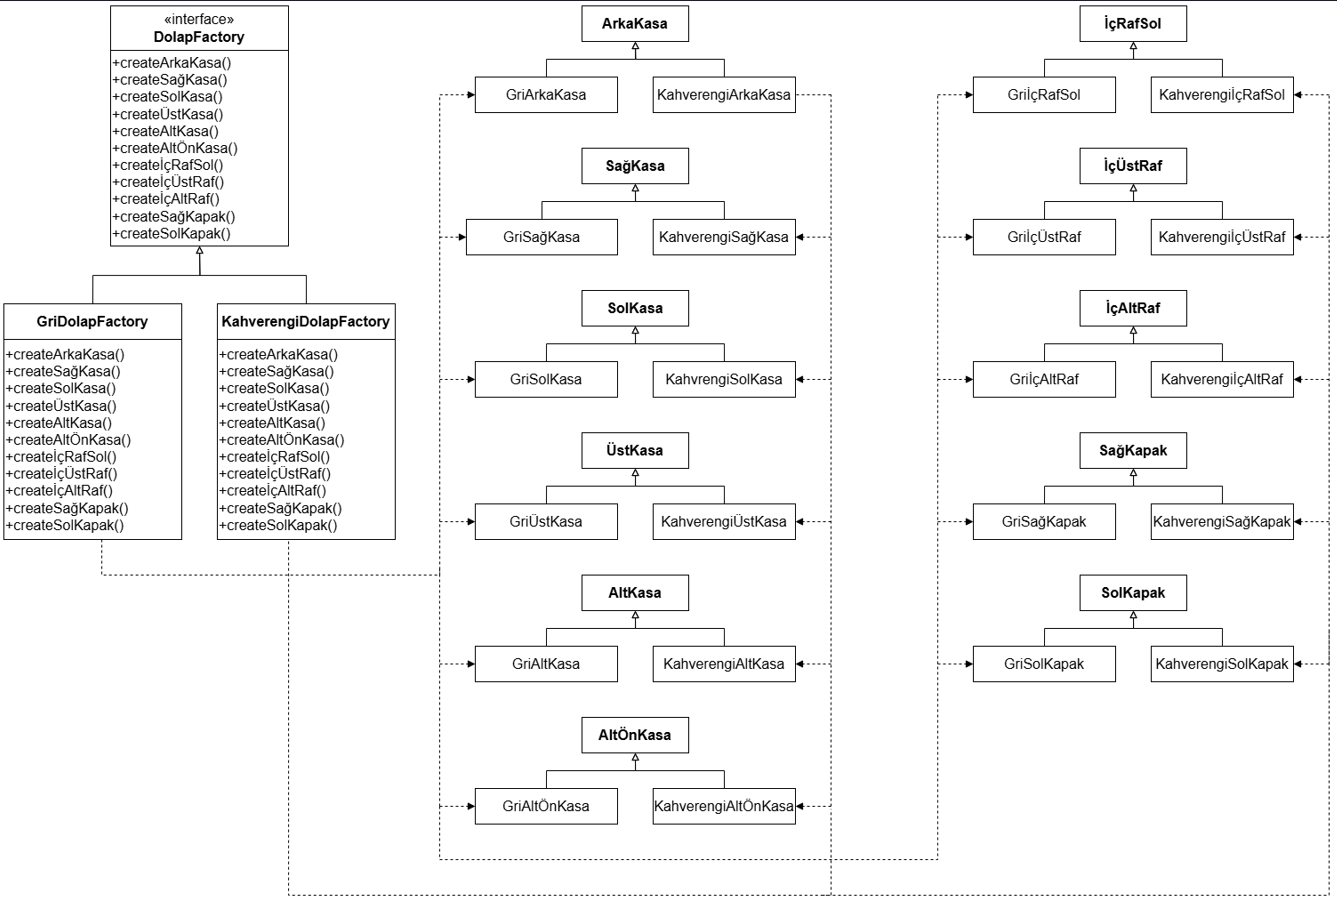 «interface»
DolapFactory
+createArkaKasa()
+createSağKasa()
+createSolKasa()
+createÜstKasa()
+createAltKasa()
+createAltÖnKasa()
+createİçRafSol()
+createİçÜstRaf()
+createİçAltRaf()
+createSağKapak()
+createSolKapak()
GriDolapFactory
+createArkaKasa()
+createSağKasa()
+createSolKasa()
+createÜstKasa()
+createAltKasa()
+createAltÖnKasa()
+createİçRafSol()
+createİçÜstRaf()
+createİçAltRaf()
+createSağKapak()
+createSolKapak()
KahverengiDolapFactory
+createArkaKasa()
+createSağKasa()
+createSolKasa()
+createÜstKasa()
+createAltKasa()
+createAltÖnKasa()
+createİçRafSol()
+createİçÜstRaf()
+createİçAltRaf()
+createSağKapak()
+createSolKapak()
ArkaKasa
GriArkaKasa
KahverengiArkaKasa
SağKasa
GriSağKasa
KahverengiSağKasa
SolKasa
GriSolKasa
KahvrengiSolKasa
ÜstKasa
GriÜstKasa
KahverengiÜstKasa
AltKasa
GriAltKasa
KahverengiAltKasa
AltÖnKasa
GriAltÖnKasa
KahverengiAltÖnKasa
İçRafSol
GriİçRafSol
KahverengiİçRafSol
İçÜstRaf
GriİçÜstRaf
KahverengiİçÜstRaf
İçAltRaf
GriİçAltRaf
KahverengiİçAltRaf
SağKapak
GriSağKapak
KahverengiSağKapak
SolKapak
GriSolKapak
KahverengiSolKapak